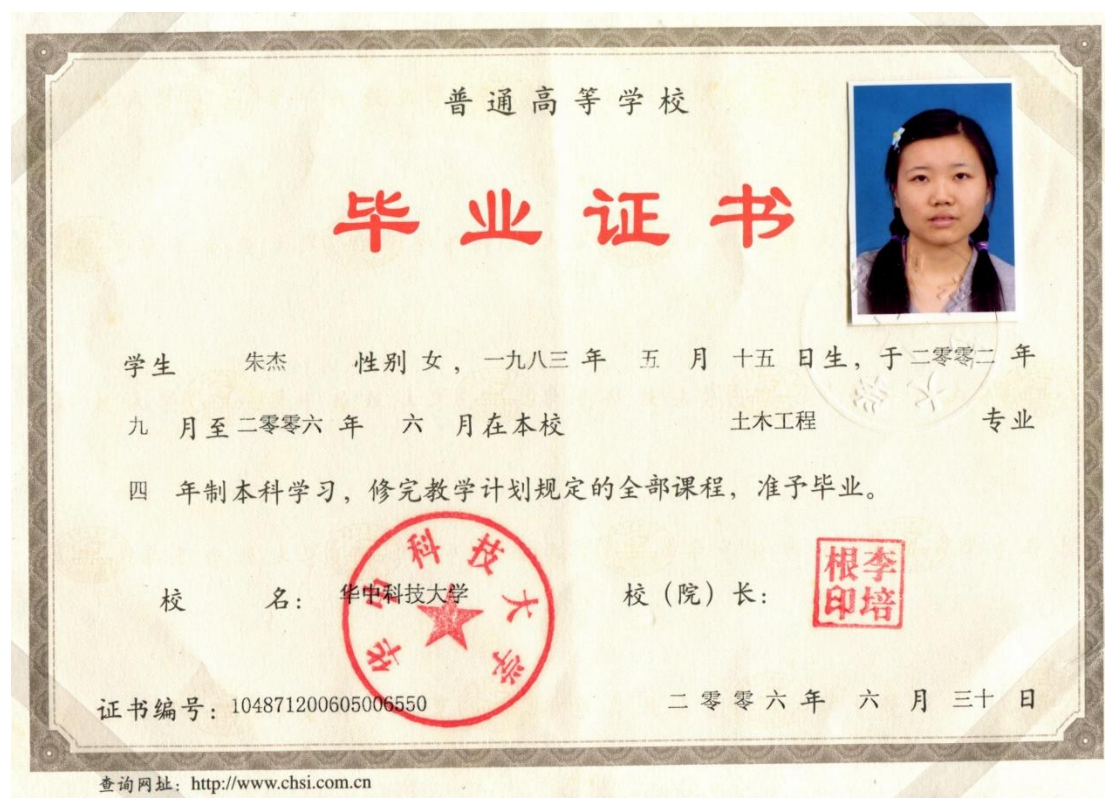 普通高等学校
毕业证书
学生 朱杰 性别 女，一九八三 年 五 月 十五 日生，于 二零零二 年
九 月至 二零零六 年 六 月在本校 土木工程 专业
四 年制本科学习，修完教学计划规定的全部课程，准予毕业。
校 名：华中科技大学 校（院）长：
华中科技大学
李培根印
证书编号：104871200605006550 二零零六年 六 月 三十 日
查询网址：http://www.chsi.com.cn